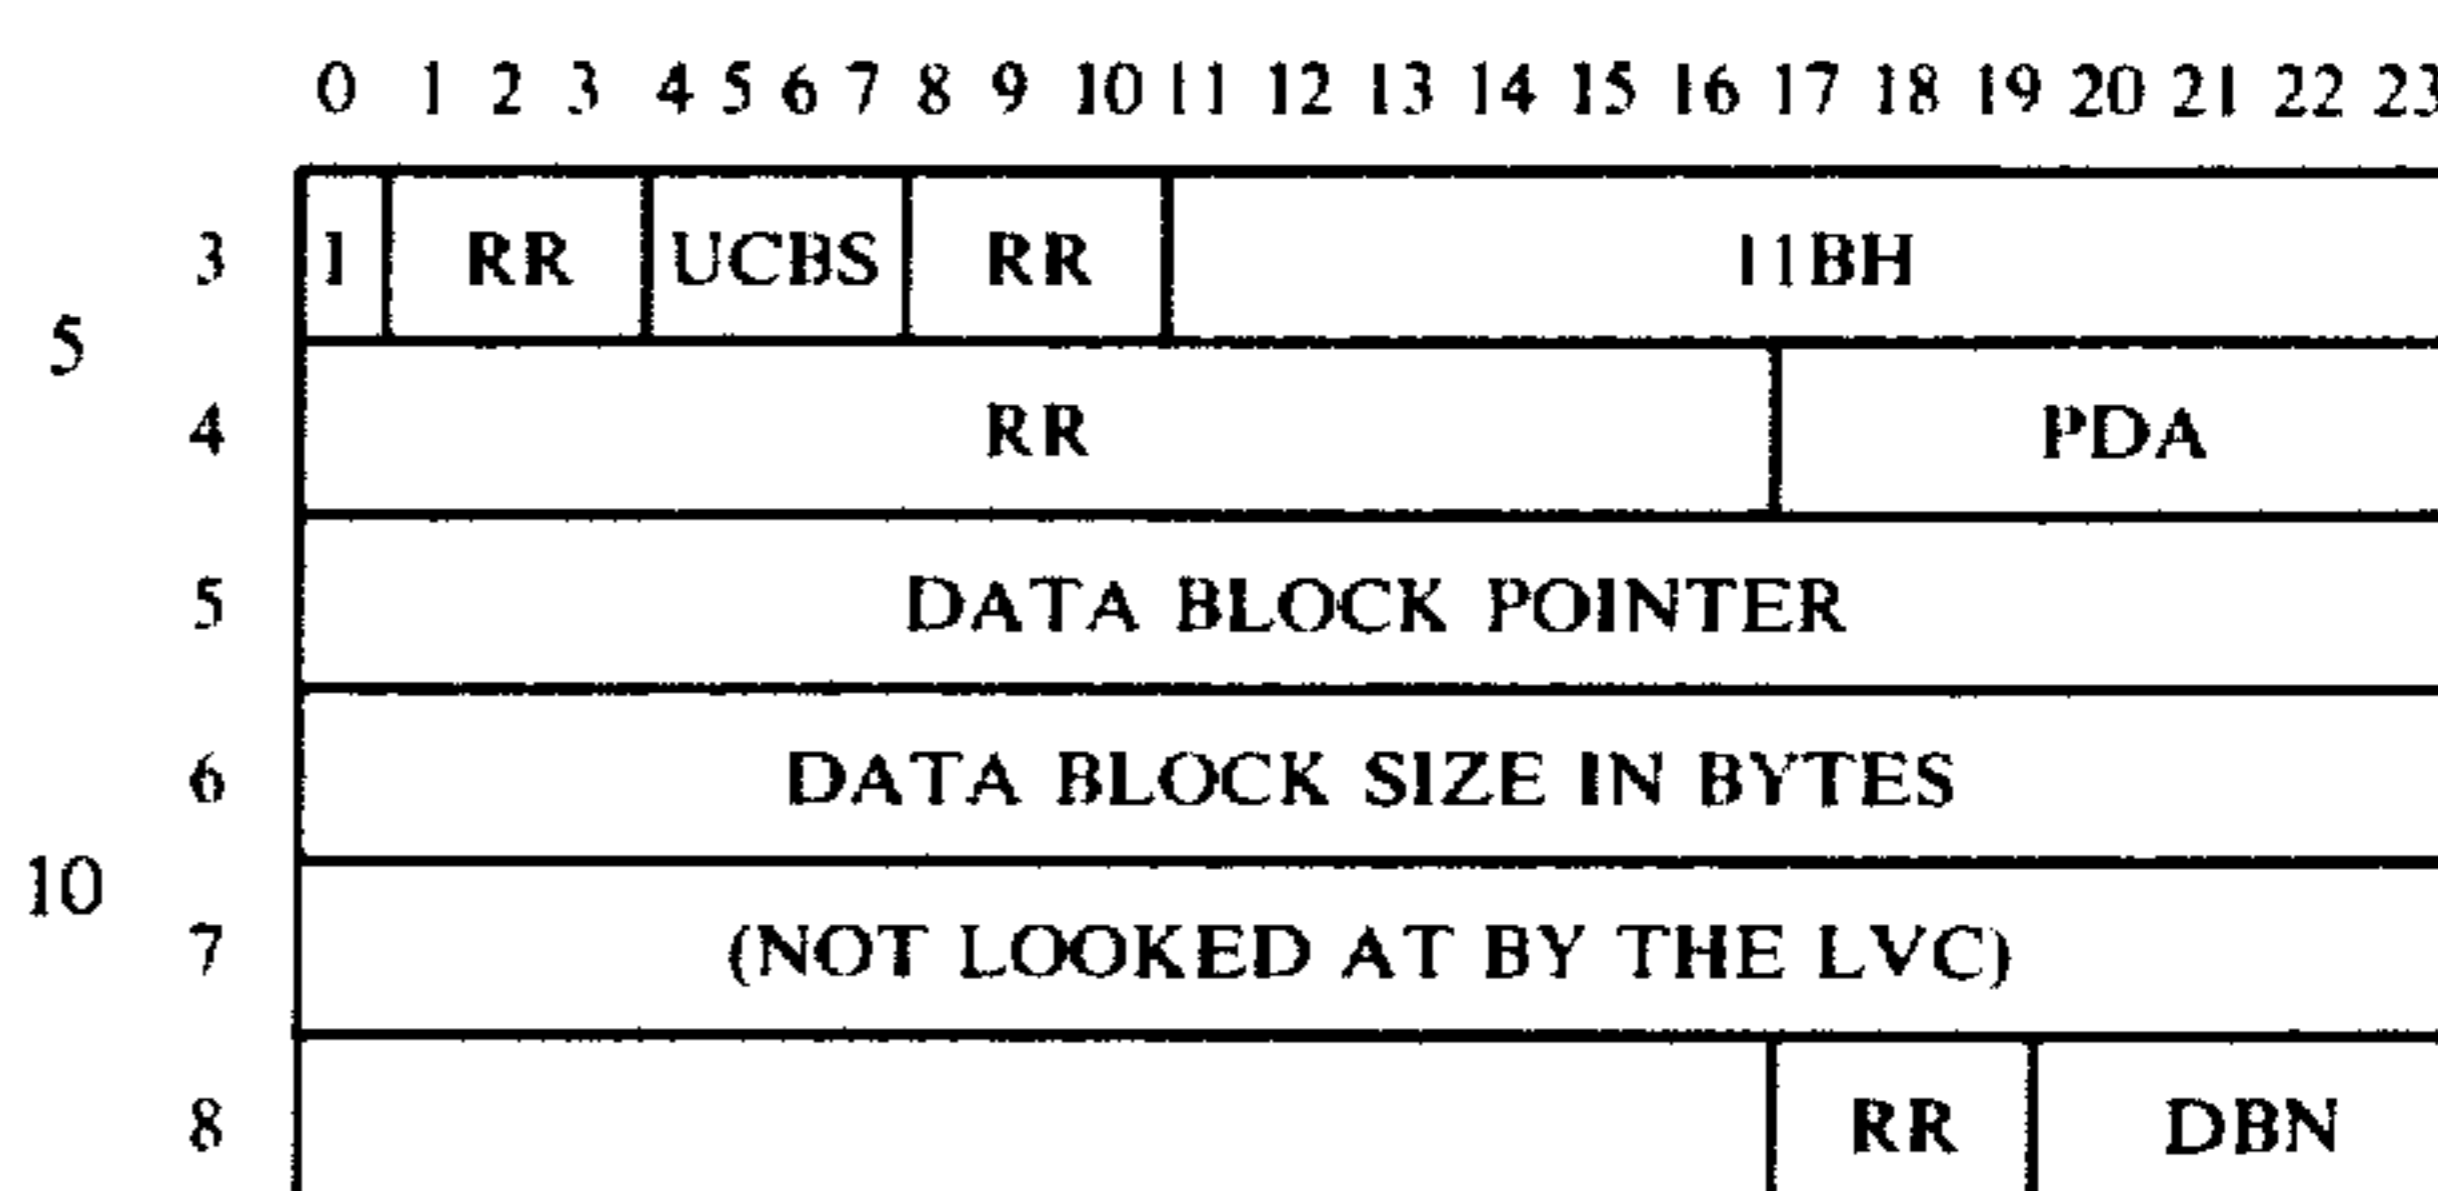 0 1 2 3 4 5 6 7 8 9 10 11 12 13 14 15 16 17 18 19 20 21 22 23
3 1 RR UCBS RR 11BH
5
4 RR PDA
5 DATA BLOCK POINTER
6 DATA BLOCK SIZE IN BYTES
10
7 (NOT LOOKED AT BY THE LVC)
8 RR DBN